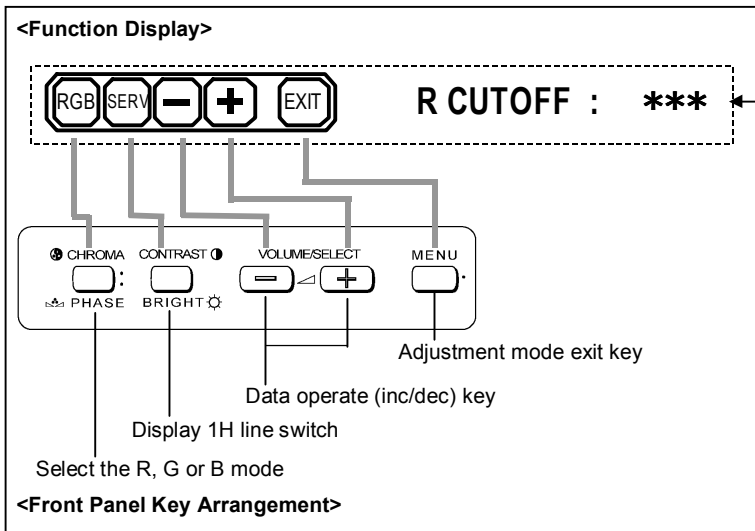 <Function Display>
RGB SERV − + EXIT R CUTOFF : ***
CHROMA CONTRAST VOLUME/SELECT MENU
− +
PHASE BRIGHT
Adjustment mode exit key
Data operate (inc/dec) key
Display 1H line switch
Select the R, G or B mode
<Front Panel Key Arrangement>